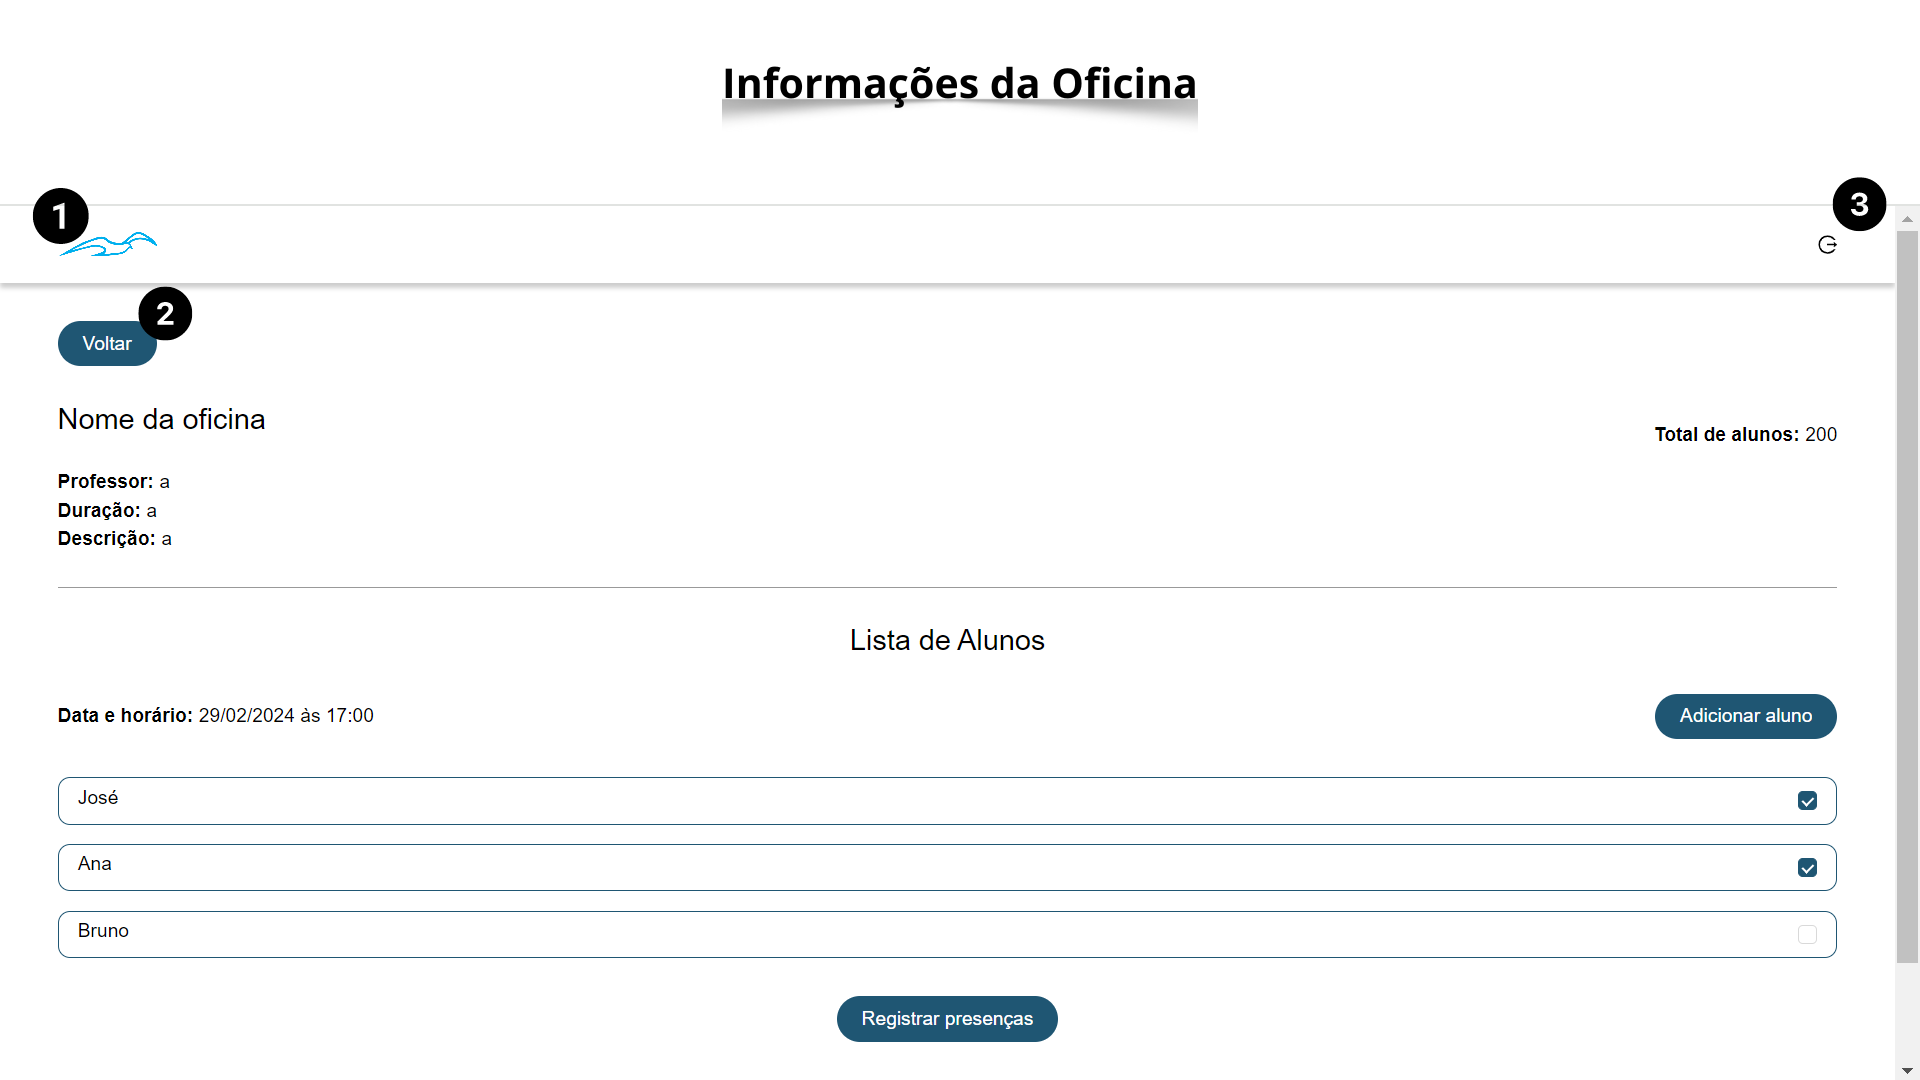 Informações da Oficina
1
3
2
Voltar
Nome da oficina
Total de alunos: 200
Professor: a
Duração: a
Descrição: a
Lista de Alunos
Data e horário: 29/02/2024 às 17:00
Adicionar aluno
José
Ana
Bruno
Registrar presenças